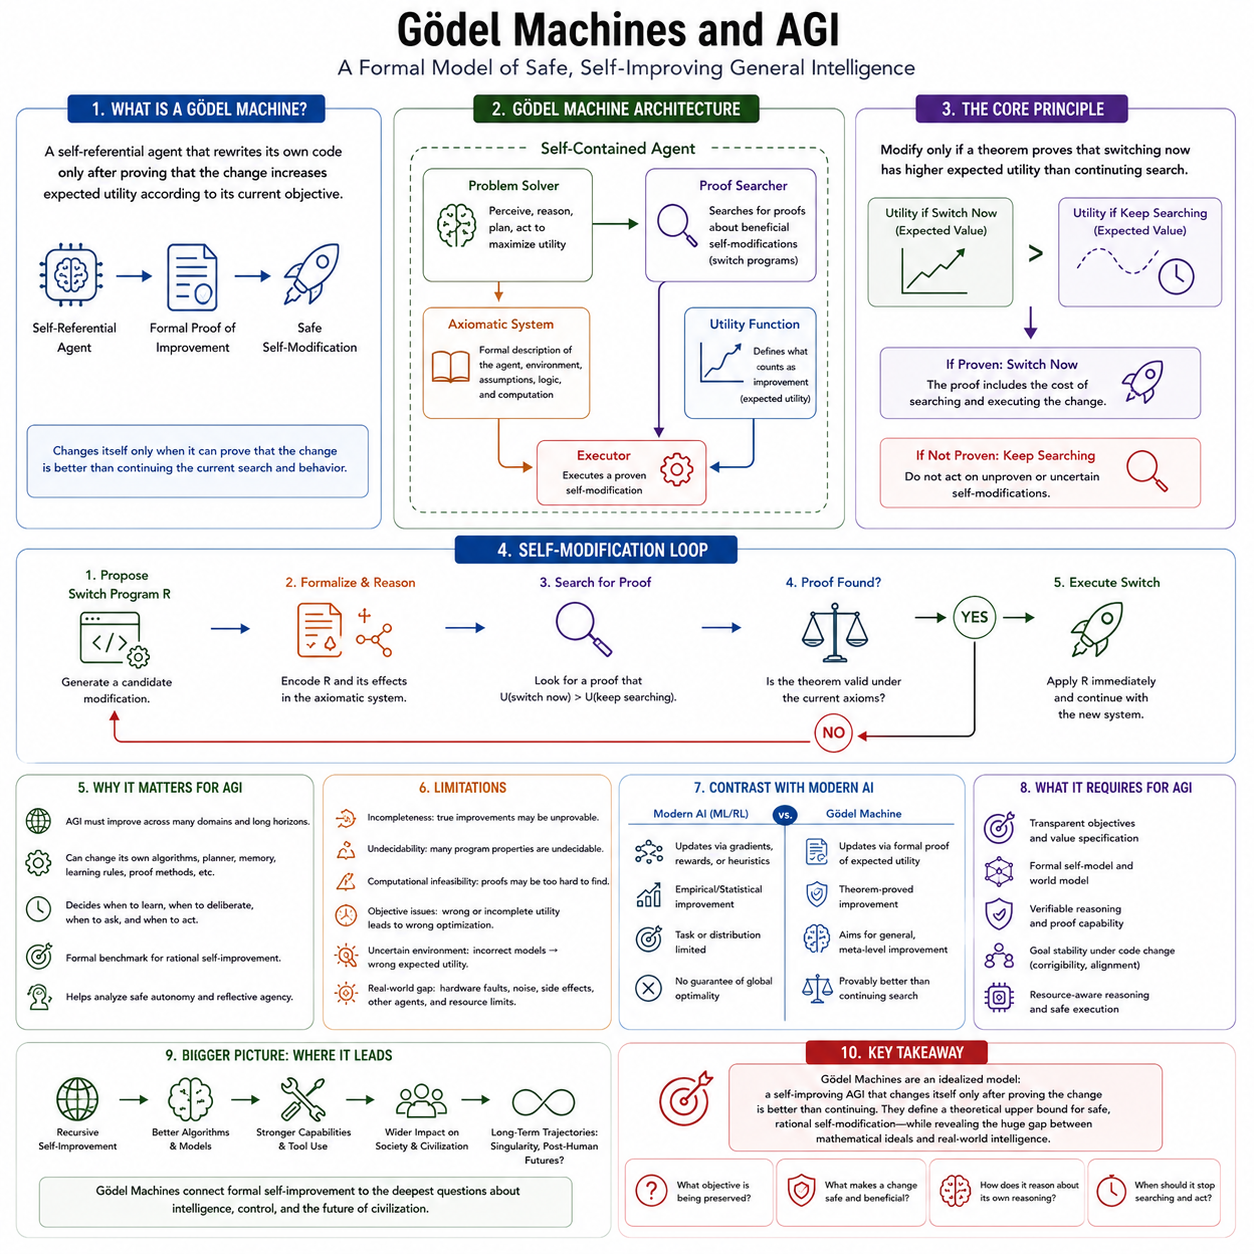 Gödel Machines and AGI
A Formal Model of Safe, Self-Improving General Intelligence
1. WHAT IS A GÖDEL MACHINE?
A self-referential agent that rewrites its own code
only after proving that the change increases
expected utility according to its current objective.
Self-Referential
Agent
Formal Proof of
Improvement
Safe
Self-Modification
Changes itself only when it can prove that the change
is better than continuing the current search and behavior.
2. GÖDEL MACHINE ARCHITECTURE
Self-Contained Agent
Problem Solver
Perceive, reason,
plan, act to
maximize utility
Proof Searcher
Searches for proofs
about beneficial
self-modifications
(switch programs)
Axiomatic System
Formal description of
the agent, environment,
assumptions, logic,
and computation
Utility Function
Defines what
counts as
improvement
(expected utility)
Executor
Executes a proven
self-modification
3. THE CORE PRINCIPLE
Modify only if a theorem proves that switching now
has higher expected utility than continuing search.
Utility if Switch Now
(Expected Value)
>
Utility if Keep Searching
(Expected Value)
If Proven: Switch Now
The proof includes the cost of
searching and executing the change.
If Not Proven: Keep Searching
Do not act on unproven or uncertain
self-modifications.
4. SELF-MODIFICATION LOOP
1. Propose
Switch Program R
</>
Generate a candidate
modification.
2. Formalize & Reason
Encode R and its effects
in the axiomatic system.
3. Search for Proof
Look for a proof that
U(switch now) > U(keep searching).
4. Proof Found?
Is the theorem valid under
the current axioms?
YES
NO
5. Execute Switch
Apply R immediately
and continue with
the new system.
5. WHY IT MATTERS FOR AGI
AGI must improve across many domains and long horizons.
Can change its own algorithms, planner, memory,
learning rules, proof methods, etc.
Decides when to learn, when to deliberate,
when to ask, and when to act.
Formal benchmark for rational self-improvement.
Helps analyze safe autonomy and reflective agency.
6. LIMITATIONS
Incompleteness: true improvements may be unprovable.
Undecidability: many program properties are undecidable.
Computational infeasibility: proofs may be too hard to find.
Objective issues: wrong or incomplete utility
leads to wrong optimization.
Uncertain environment: incorrect models →
wrong expected utility.
Real-world gap: hardware faults, noise, side effects,
other agents, and resource limits.
7. CONTRAST WITH MODERN AI
Modern AI (ML/RL)
vs.
Gödel Machine
Updates via gradients,
rewards, or heuristics
Updates via formal proof
of expected utility
Empirical/Statistical
improvement
Theorem-proved
improvement
Task or distribution
limited
Aims for general,
meta-level improvement
No guarantee of global
optimality
Provably better than
continuing search
8. WHAT IT REQUIRES FOR AGI
Transparent objectives
and value specification
Formal self-model and
world model
Verifiable reasoning
and proof capability
Goal stability under code change
(corrigibility, alignment)
Resource-aware reasoning
and safe execution
9. BIGGER PICTURE: WHERE IT LEADS
Recursive
Self-Improvement
Better Algorithms
& Models
Stronger Capabilities
& Tool Use
Wider Impact on
Society & Civilization
Long-Term Trajectories:
Singularity, Post-Human
Futures?
Gödel Machines connect formal self-improvement to the deepest questions about
intelligence, control, and the future of civilization.
10. KEY TAKEAWAY
Gödel Machines are an idealized model:
a self-improving AGI that changes itself only after proving the change
is better than continuing. They define a theoretical upper bound for safe,
rational self-modification—while revealing the huge gap between
mathematical ideals and real-world intelligence.
What objective is
being preserved?
What makes a change
safe and beneficial?
How does it reason about
its own reasoning?
When should it stop
searching and act?